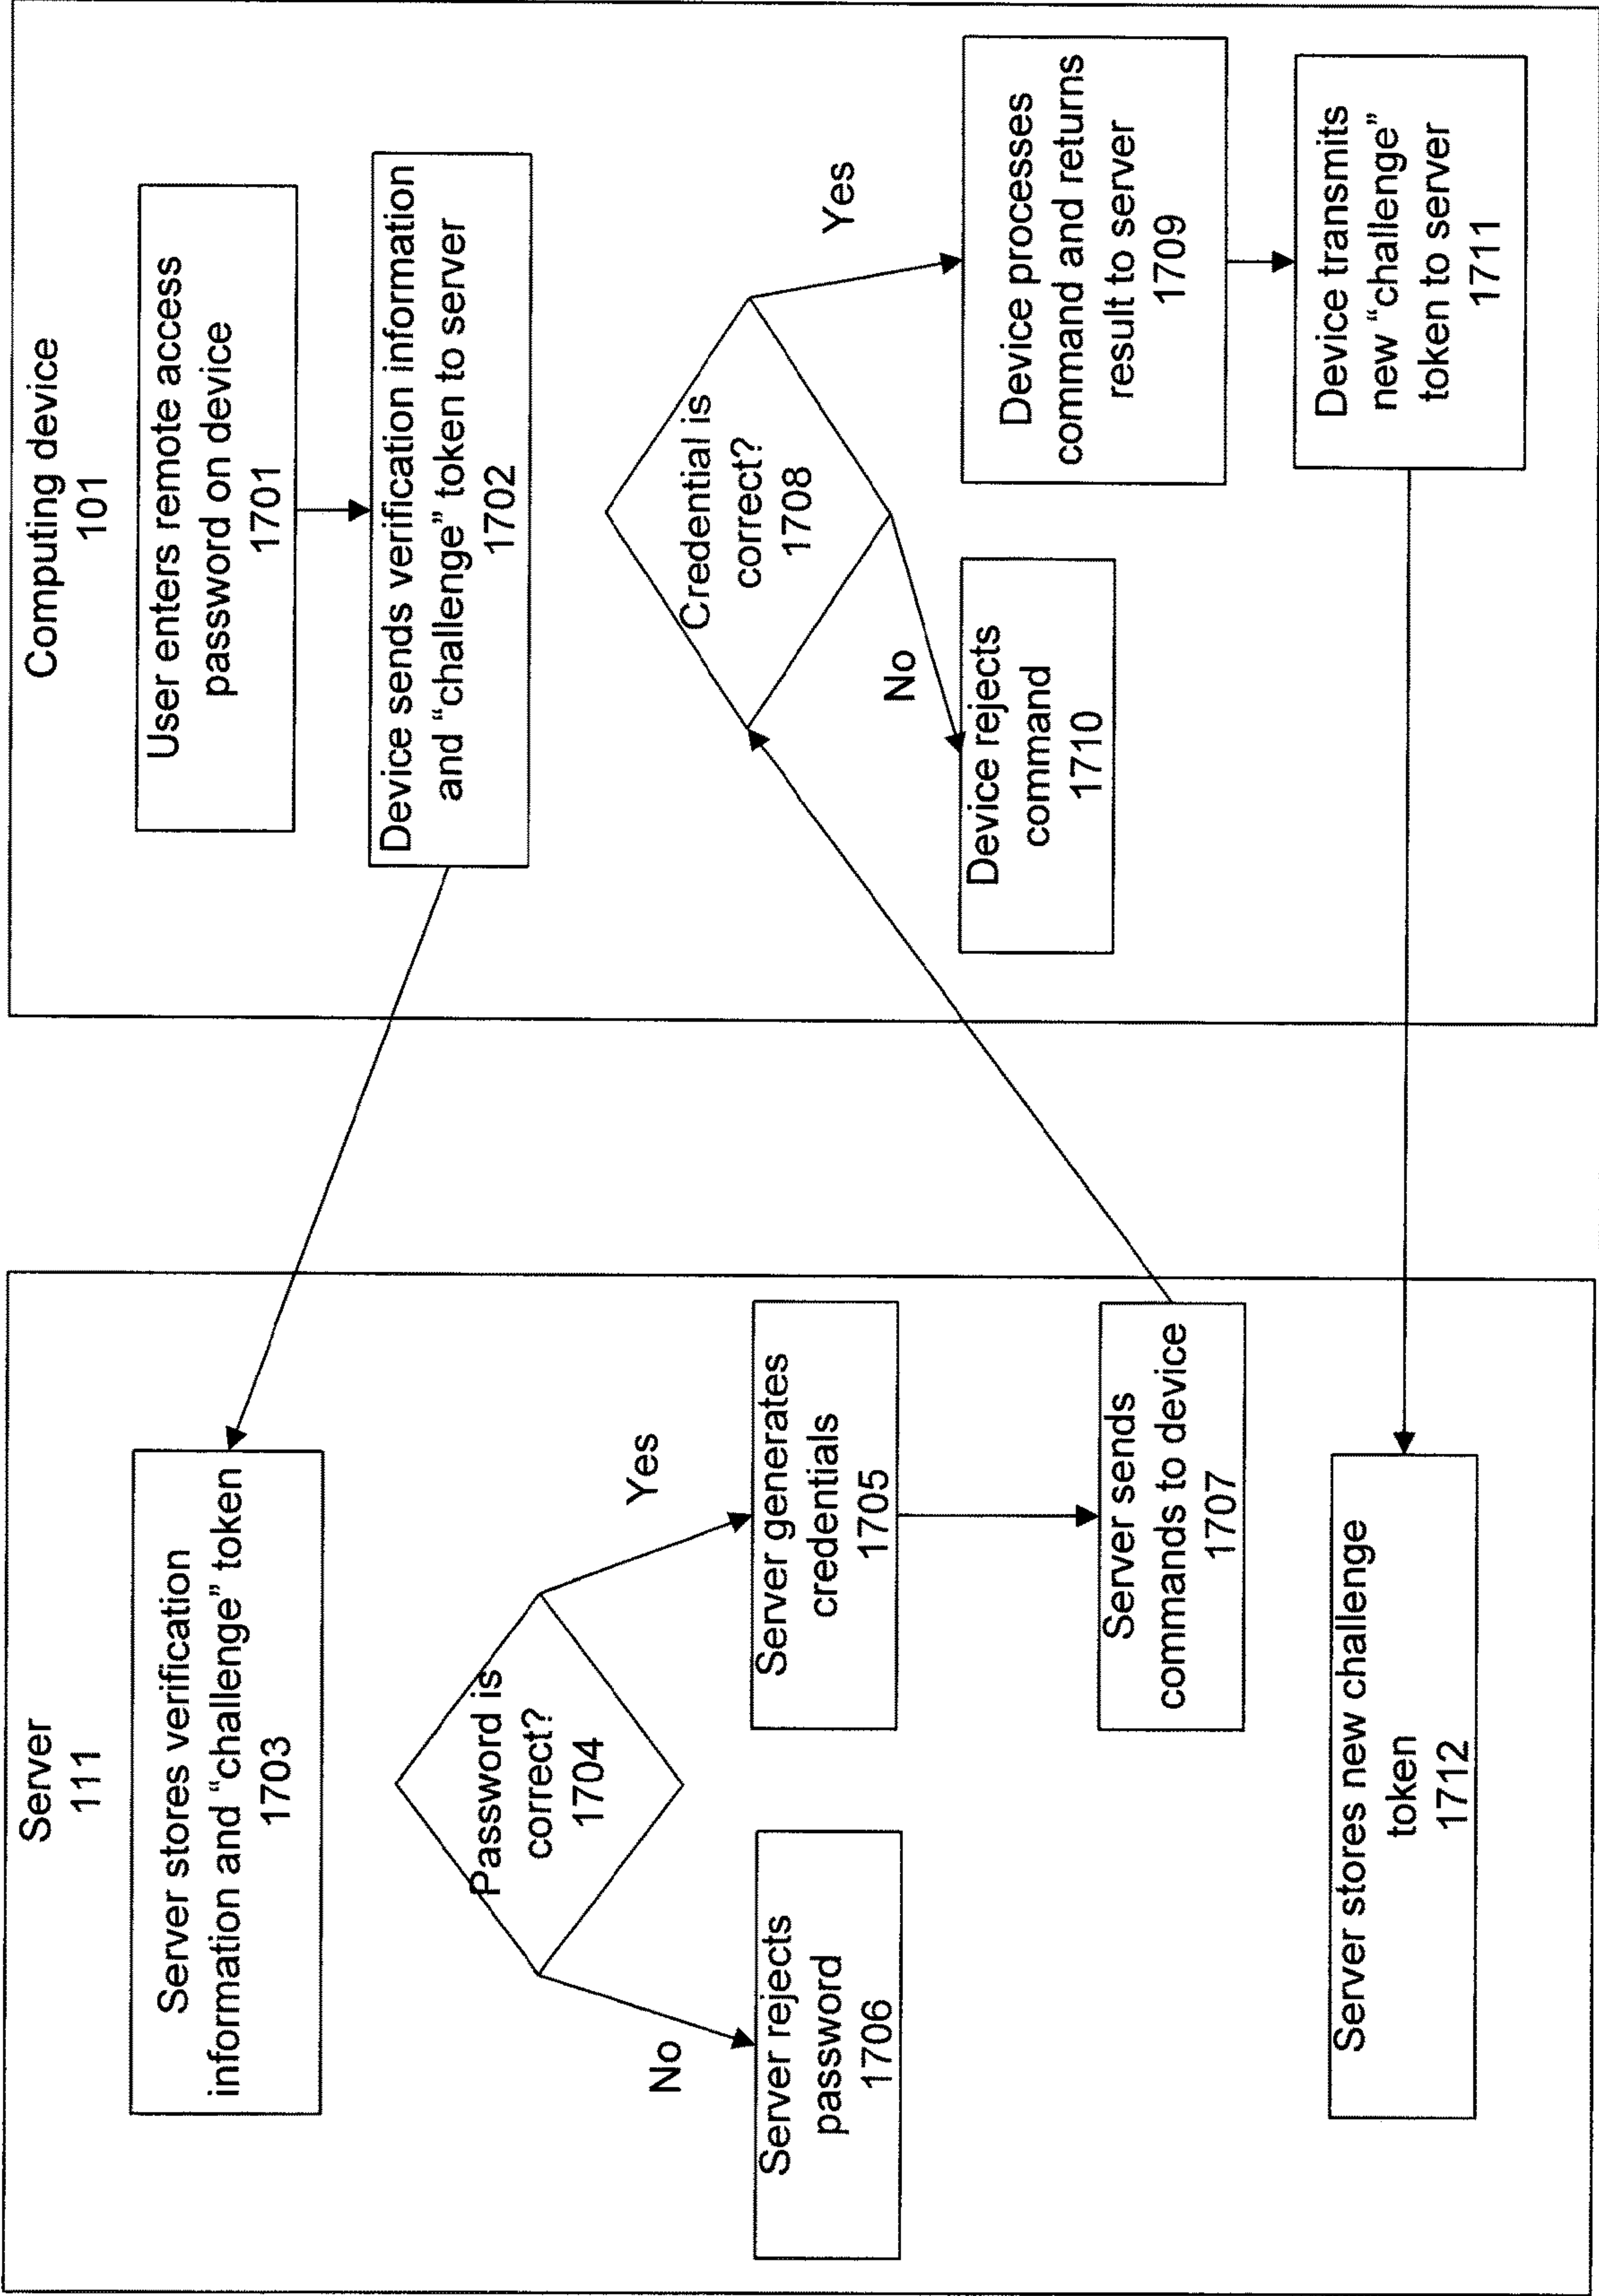 Server
111
Server stores verification
information and “challenge” token
1703
Password is
correct?
1704
No
Yes
Server rejects
password
1706
Server generates
credentials
1705
Server sends
commands to device
1707
Server stores new challenge
token
1712
Computing device
101
User enters remote access
password on device
1701
Device sends verification information
and “challenge” token to server
1702
Credential is
correct?
1708
No
Yes
Device rejects
command
1710
Device processes
command and returns
result to server
1709
Device transmits
new “challenge”
token to server
1711